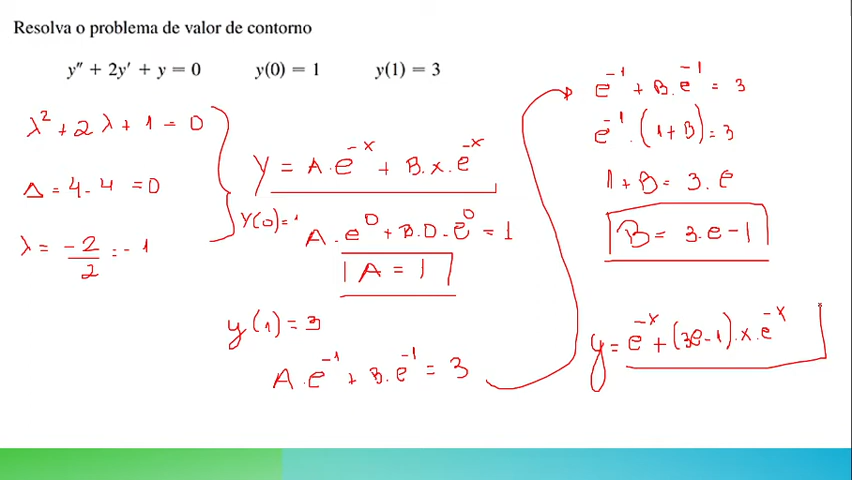 Resolva o problema de valor de contorno
y″ + 2y′ + y = 0 y(0) = 1 y(1) = 3
λ² + 2λ + 1 = 0
Δ = 4 - 4 = 0
λ = -2/2 = -1
y = A.e^-x + B.x.e^-x
y(0) = 1
A.e^0 + B.0.e^0 = 1
A = 1
y(1) = 3
A.e^-1 + B.e^-1 = 3
e^-1 + B.e^-1 = 3
e^-1.(1+B) = 3
1 + B = 3.e
B = 3.e - 1
y = e^-x + (3e-1).x.e^-x